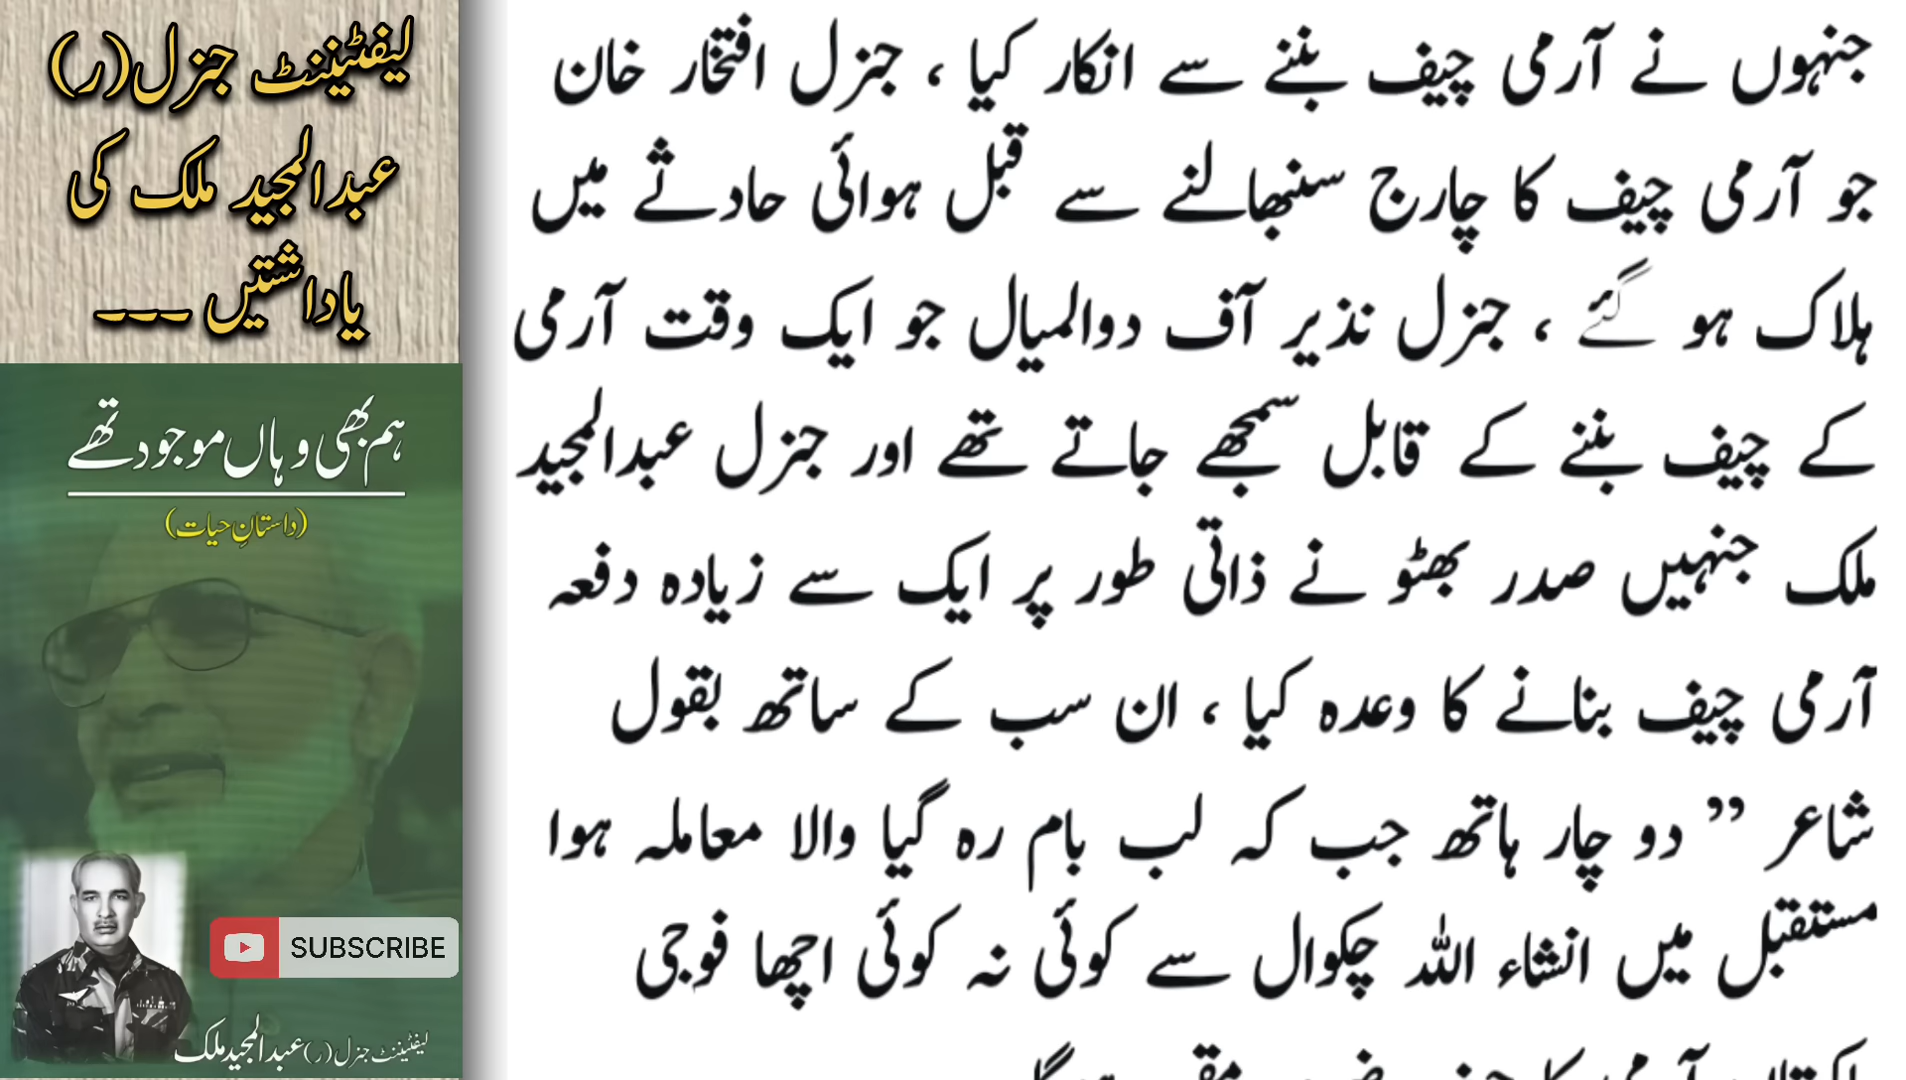 لیفٹیننٹ جنرل(ر)
عبدالمجید ملک کی
یاداشتیں ۔۔۔
ہم بھی وہاں موجود تھے
(داستانِ حیات)
SUBSCRIBE
لیفٹیننٹ جنرل(ر) عبدالمجید ملک
جنہوں نے آرمی چیف بننے سے انکار کیا ، جنرل افتخار خان
جو آرمی چیف کا چارج سنبھالنے سے قبل ہوائی حادثے میں
ہلاک ہو گئے ، جنرل نذیر آف دوالمیال جو ایک وقت آرمی
کے چیف بننے کے قابل سمجھے جاتے تھے اور جنرل عبدالمجید
ملک جنہیں صدر بھٹو نے ذاتی طور پر ایک سے زیادہ دفعہ
آرمی چیف بنانے کا وعدہ کیا ، ان سب کے ساتھ بقول
شاعر ” دو چار ہاتھ جب کہ لب بام رہ گیا والا معاملہ ہوا
مستقبل میں انشاء اللہ چکوال سے کوئی نہ کوئی اچھا فوجی